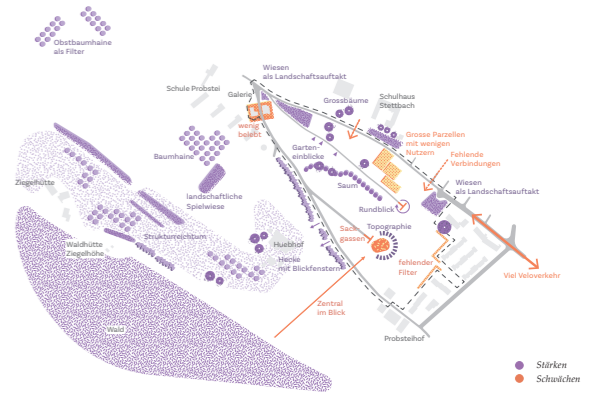 Obstbaumhaine
als Filter
Wiesen
als Landschaftsauftakt
Schule Probstei
Galerie
Grossbäume
Schulhaus
Stettbach
wenig
belebt
Grosse Parzellen
mit wenigen
Nutzern
Garten-
einblicke
Baumhaine
Fehlende
Verbindungen
Ziegelhütte
Saum
Wiesen
als Landschaftsauftakt
landschaftliche
Spielwiese
Rundblick
Topographie
Sack-
gassen
Strukturreichtum
Waldhütte
Ziegelhöhe
Huebhof
Hecke
mit Blickfenstern
fehlender
Filter
Viel Veloverkehr
Zentral
im Blick
Wald
Probsteihof
Stärken
Schwächen